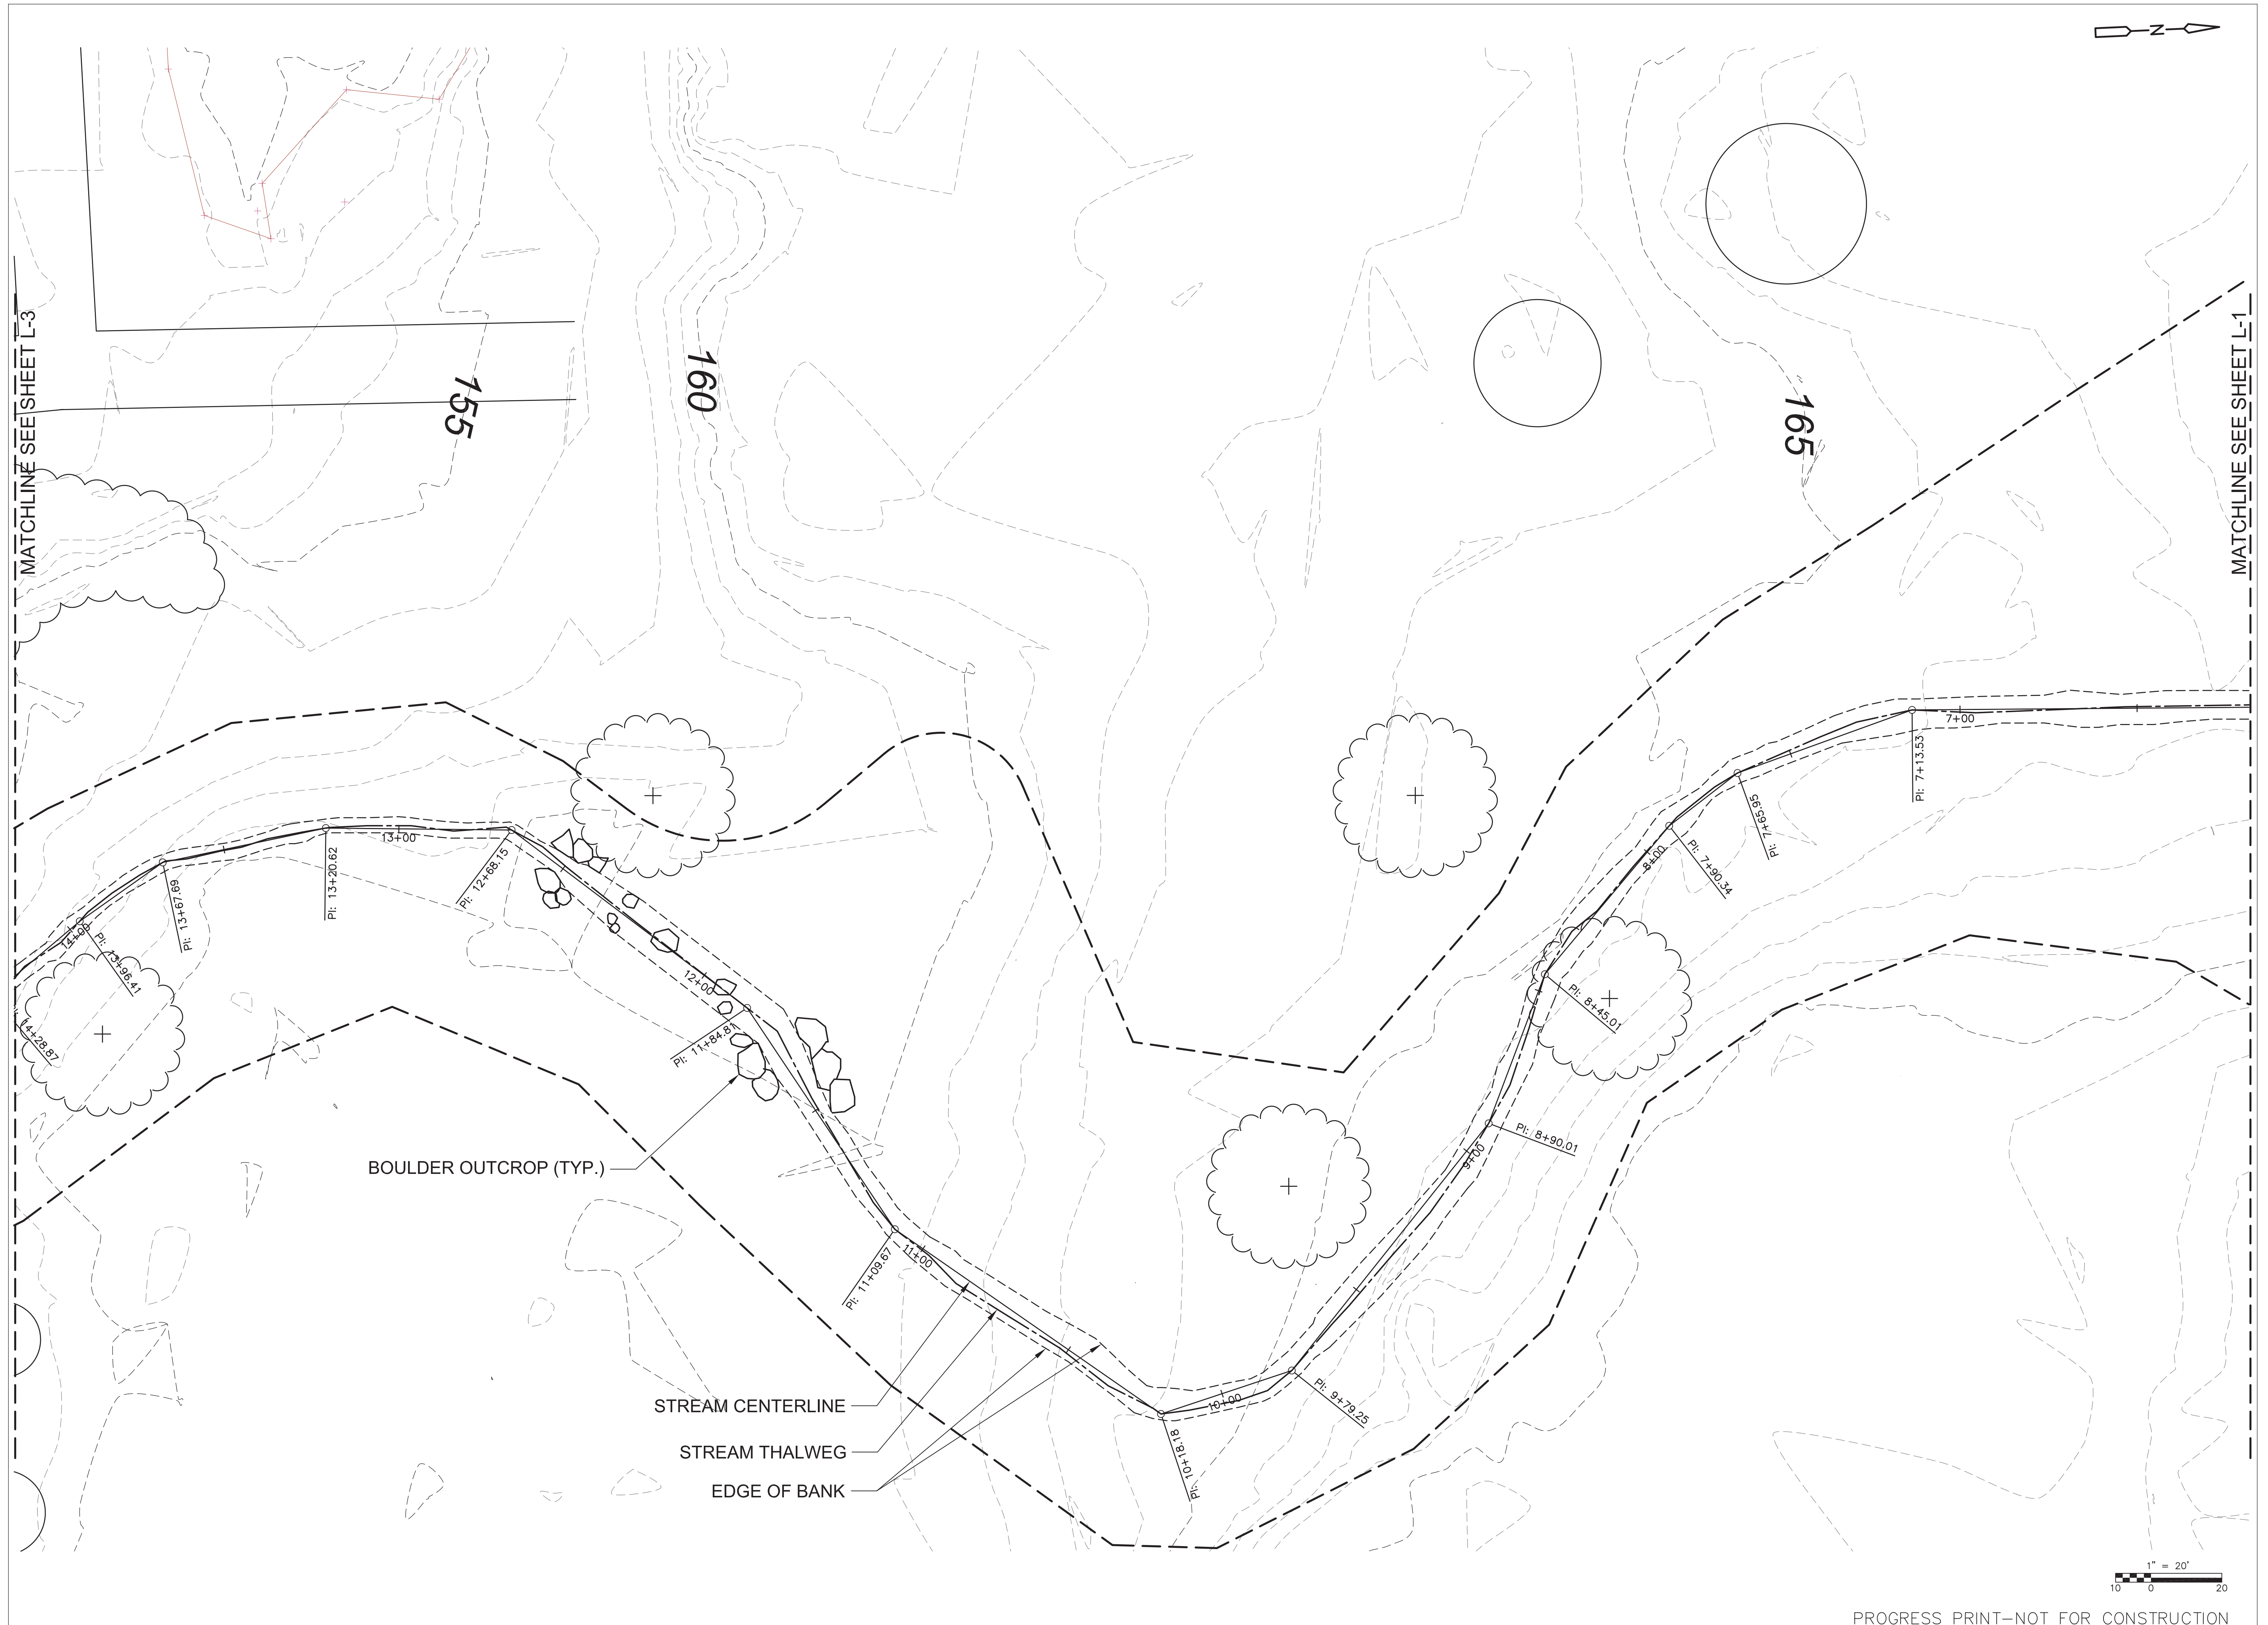 N
MATCHLINE SEE SHEET L-3
155
160
165
MATCHLINE SEE SHEET L-1
7+00
PI: 7+13.53
PI: 7+65.95
PI: 7+90.34
8+00
PI: 8+45.01
PI: 8+90.01
9+00
PI: 9+79.25
10+00
PI: 10+18.18
11+00
PI: 11+09.67
PI: 11+84.81
12+00
PI: 12+68.15
13+00
PI: 13+20.62
PI: 13+67.69
PI: 13+96.41
14+00
14+28.87
BOULDER OUTCROP (TYP.)
STREAM CENTERLINE
STREAM THALWEG
EDGE OF BANK
1" = 20'
10 0 20
PROGRESS PRINT–NOT FOR CONSTRUCTION